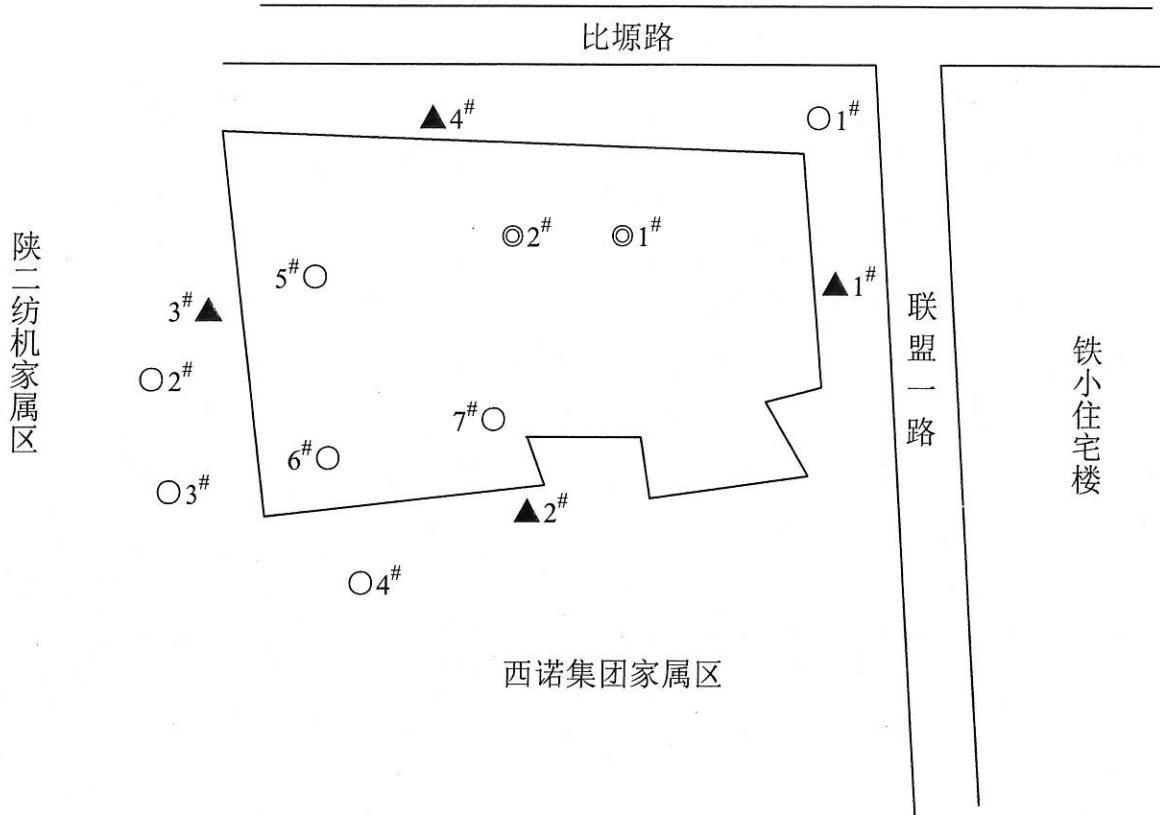 比塬路
▲4#
○1#
◎2#
◎1#
5#○
▲1#
3#▲
○2#
7#○
6#○
○3#
▲2#
○4#
陕二纺机家属区
联盟一路
铁小住宅楼
西诺集团家属区